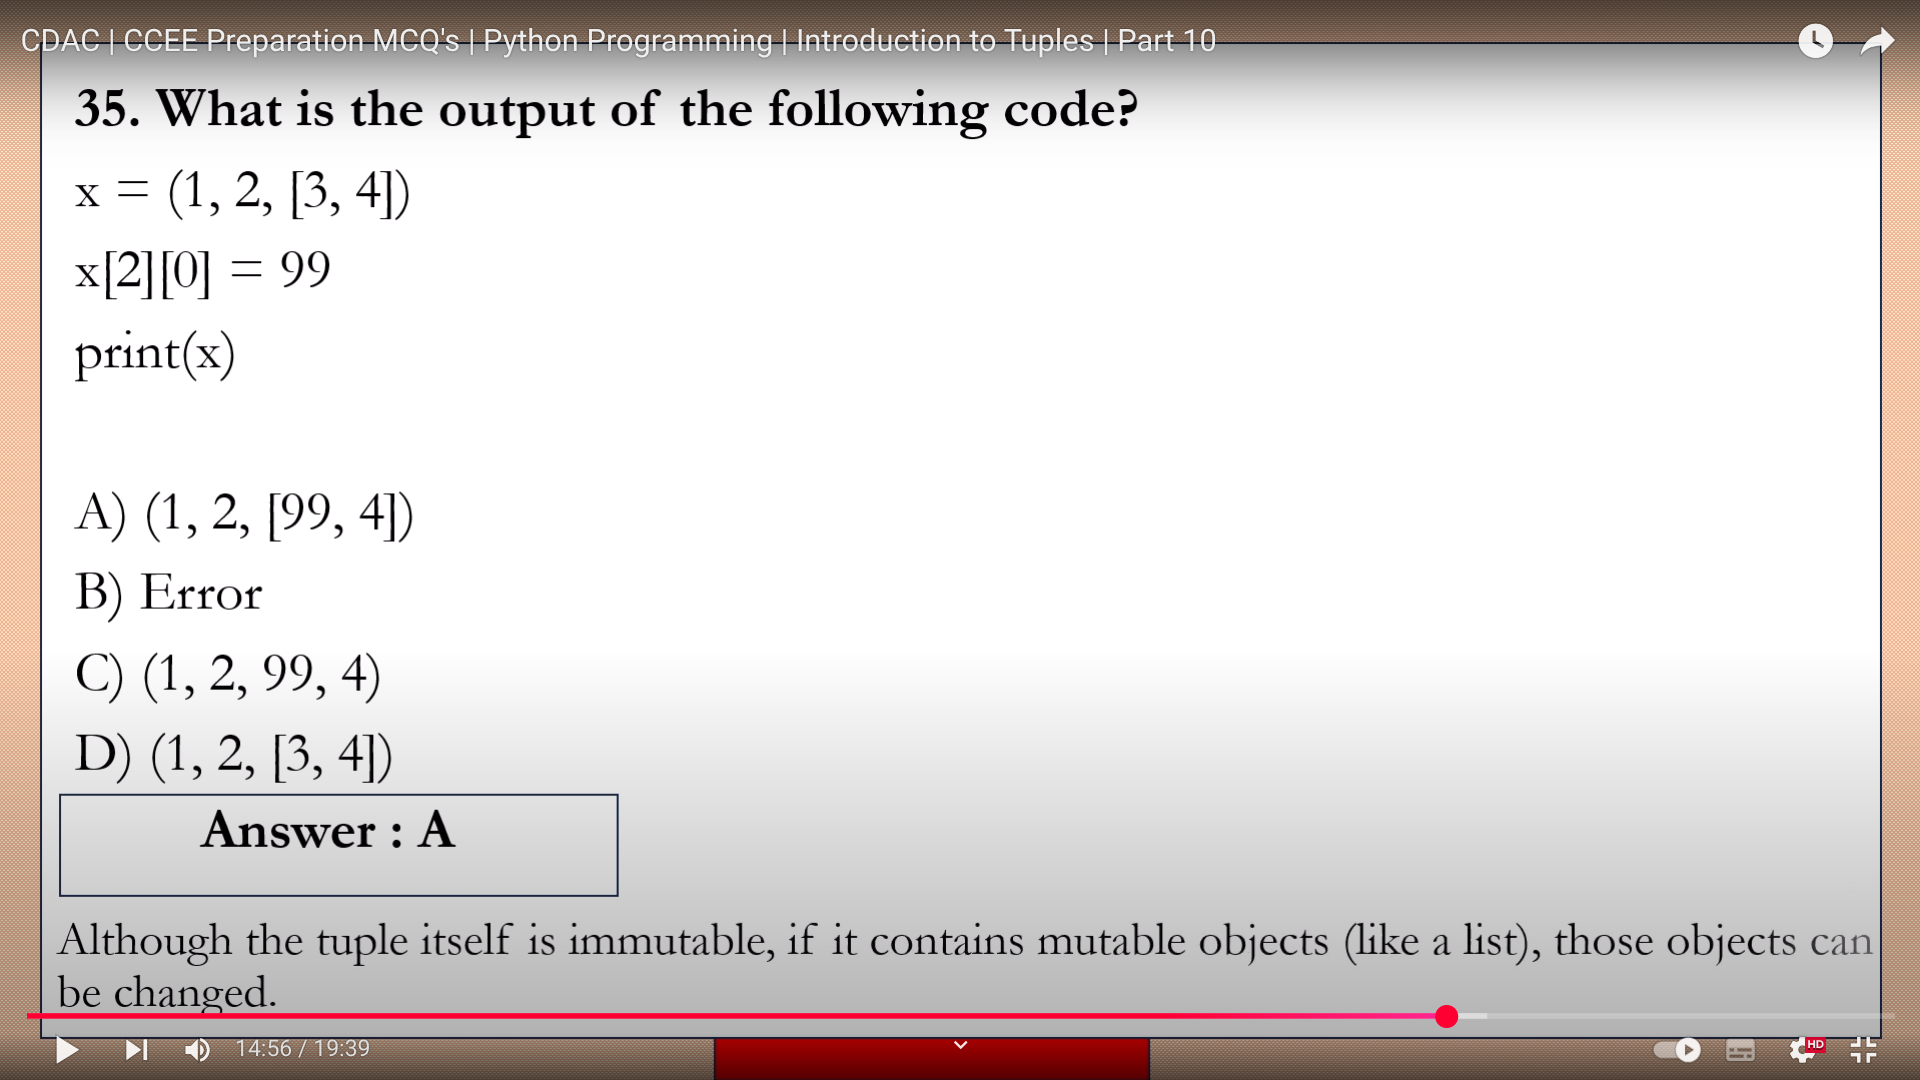 CDAC | CCEE Preparation MCQ's | Python Programming | Introduction to Tuples | Part 10
35. What is the output of the following code?
x = (1, 2, [3, 4])
x[2][0] = 99
print(x)
A) (1, 2, [99, 4])
B) Error
C) (1, 2, 99, 4)
D) (1, 2, [3, 4])
Answer : A
Although the tuple itself is immutable, if it contains mutable objects (like a list), those objects can
be changed.
14:56 / 19:39
HD